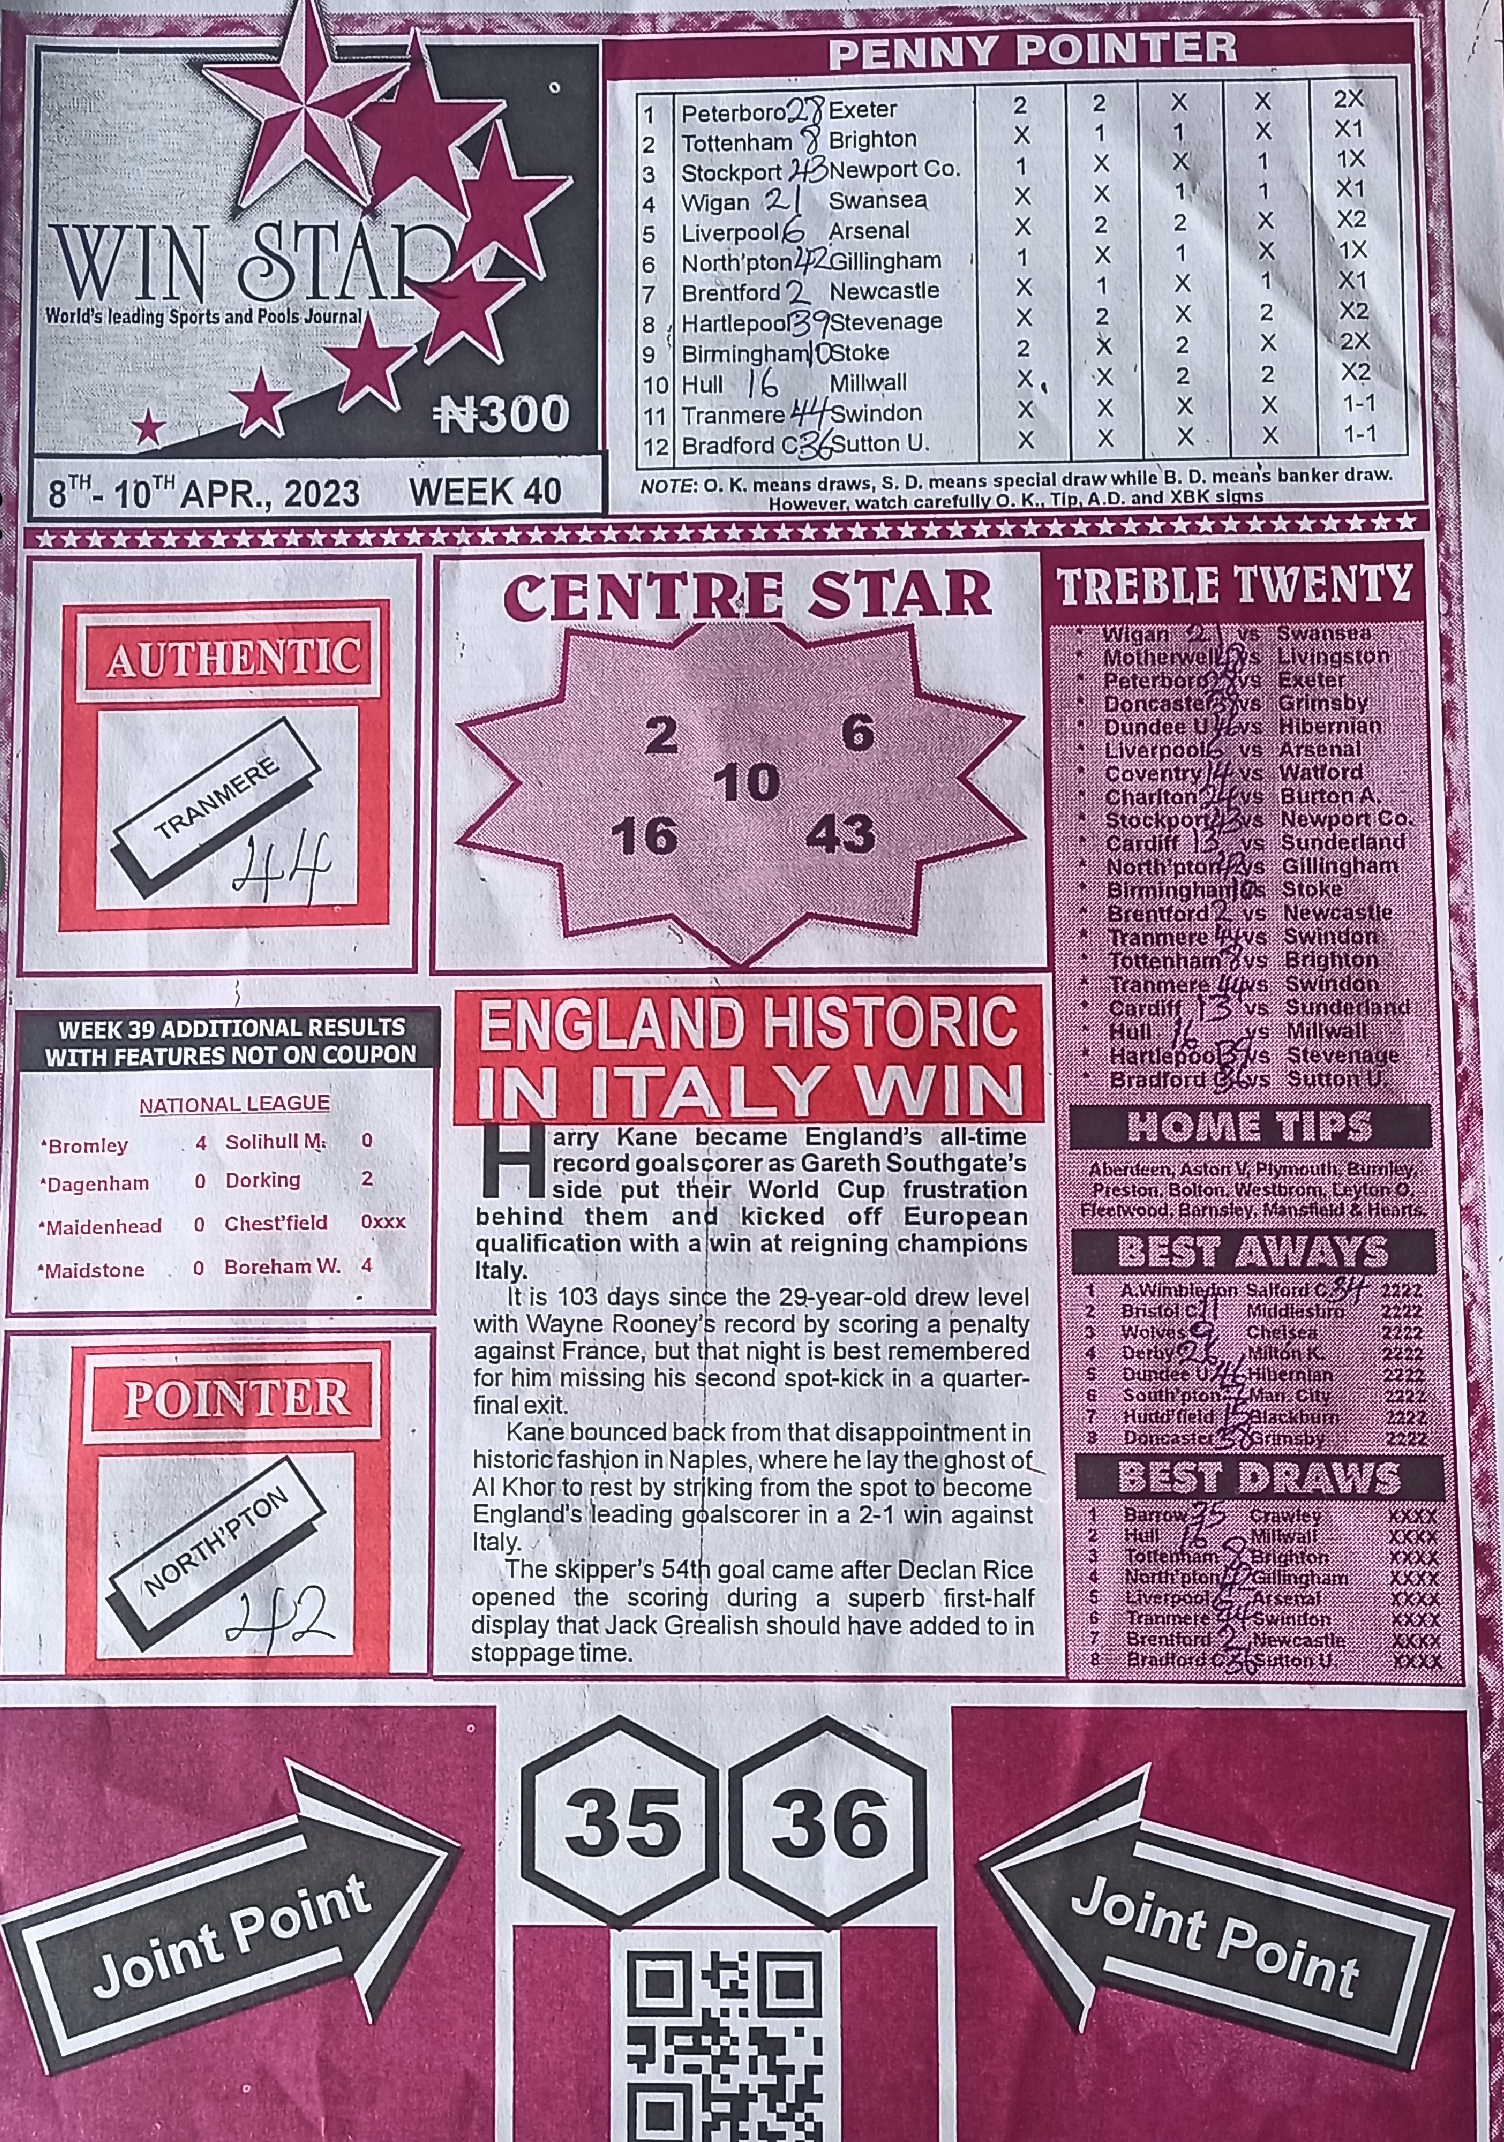 WIN STAR
World's leading Sports and Pools Journal
₦300
8TH- 10TH APR., 2023 WEEK 40
PENNY POINTER
1 Peterboro 28 Exeter 2 2 X X 2X
2 Tottenham 8 Brighton X 1 1 X X1
3 Stockport 43 Newport Co. 1 X X 1 1X
4 Wigan 21 Swansea X X 1 1 X1
5 Liverpool 6 Arsenal X 2 2 X X2
6 North'pton 42 Gillingham 1 X 1 X 1X
7 Brentford 2 Newcastle X 1 X 1 X1
8 Hartlepool 39 Stevenage X 2 X 2 X2
9 Birmingham 10 Stoke 2 X 2 X 2X
10 Hull 16 Millwall X X 2 2 X2
11 Tranmere 44 Swindon X X X X 1-1
12 Bradford C 36 Sutton U. X X X X 1-1
NOTE: O. K. means draws, S. D. means special draw while B. D. means banker draw.
However, watch carefully O. K., Tip, A.D. and XBK signs
AUTHENTIC
TRANMERE
44
CENTRE STAR
2 6
10
16 43
TREBLE TWENTY
* Wigan 21 vs Swansea
* Motherwell vs Livingston
* Peterboro 28 vs Exeter
* Doncaster 38 vs Grimsby
* Dundee U 46 vs Hibernian
* Liverpool 6 vs Arsenal
* Coventry 14 vs Watford
* Charlton 24 vs Burton A.
* Stockport 43 vs Newport Co.
* Cardiff 13 vs Sunderland
* North'pton 42 vs Gillingham
* Birmingham 10 vs Stoke
* Brentford 2 vs Newcastle
* Tranmere 44 vs Swindon
* Tottenham 8 vs Brighton
* Tranmere 44 vs Swindon
* Cardiff 13 vs Sunderland
* Hull 16 vs Millwall
* Hartlepool 39 vs Stevenage
* Bradford C 36 vs Sutton U.
WEEK 39 ADDITIONAL RESULTS
WITH FEATURES NOT ON COUPON
NATIONAL LEAGUE
*Bromley 4 Solihull M. 0
*Dagenham 0 Dorking 2
*Maidenhead 0 Chest'field 0xxx
*Maidstone 0 Boreham W. 4
POINTER
NORTH'PTON
42
ENGLAND HISTORIC
IN ITALY WIN
Harry Kane became England's all-time
record goalscorer as Gareth Southgate's
side put their World Cup frustration
behind them and kicked off European
qualification with a win at reigning champions
Italy.
It is 103 days since the 29-year-old drew level
with Wayne Rooney's record by scoring a penalty
against France, but that night is best remembered
for him missing his second spot-kick in a quarter-
final exit.
Kane bounced back from that disappointment in
historic fashion in Naples, where he lay the ghost of
Al Khor to rest by striking from the spot to become
England's leading goalscorer in a 2-1 win against
Italy.
The skipper's 54th goal came after Declan Rice
opened the scoring during a superb first-half
display that Jack Grealish should have added to in
stoppage time.
HOME TIPS
Aberdeen, Aston V, Plymouth, Burnley,
Preston, Bolton, Westbrom, Leyton O.
Fleetwood, Barnsley, Mansfield & Hearts.
BEST AWAYS
1 A.Wimbledon Salford C. 34 2222
2 Bristol C 11 Middlesbro 2222
3 Wolves 9 Chelsea 2222
4 Derby Milton K. 2222
5 Dundee U 46 Hibernian 2222
6 South'pton 7 Man. City 2222
7 Hudd'field 15 Blackburn 2222
8 Doncaster 38 Grimsby 2222
BEST DRAWS
1 Barrow 35 Crawley XXXX
2 Hull 16 Millwall XXXX
3 Tottenham 8 Brighton XXXX
4 North'pton 42 Gillingham XXXX
5 Liverpool 6 Arsenal XXXX
6 Tranmere 44 Swindon XXXX
7 Brentford 2 Newcastle XXXX
8 Bradford C 36 Sutton U. XXXX
Joint Point
35 36
Joint Point